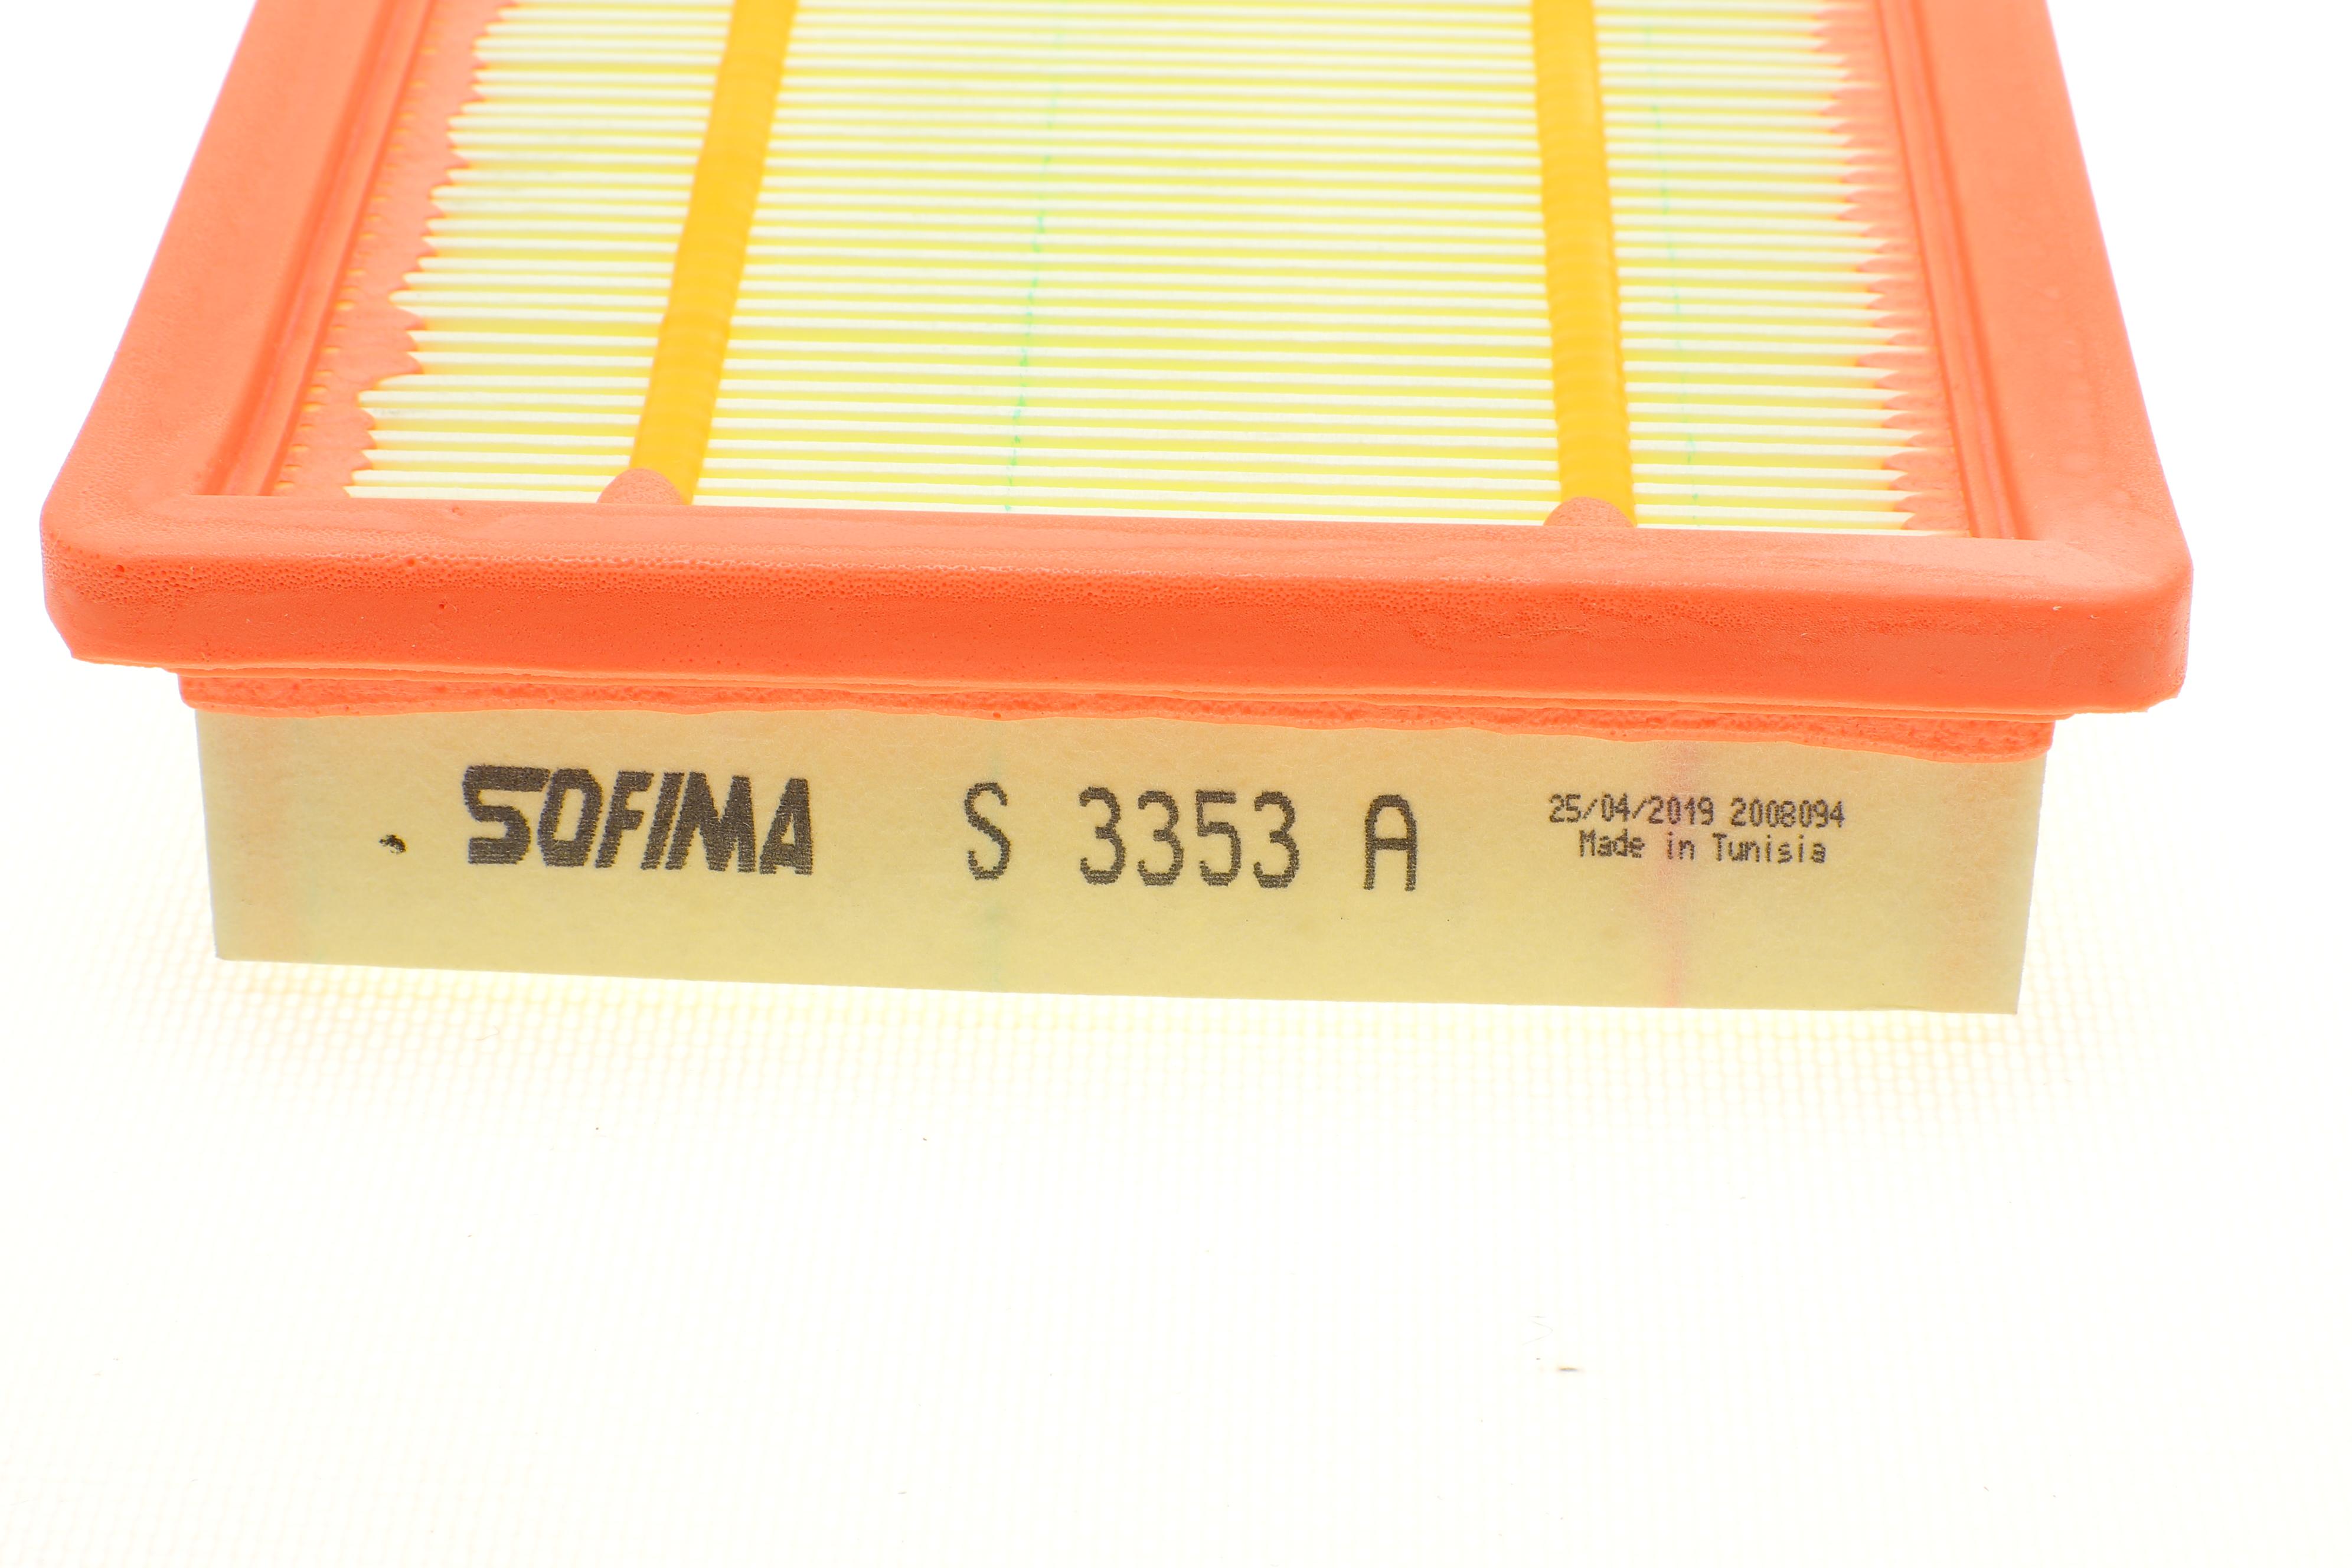 SOFIMA S 3353 A
25/04/2019 2008094
Made in Tunisia